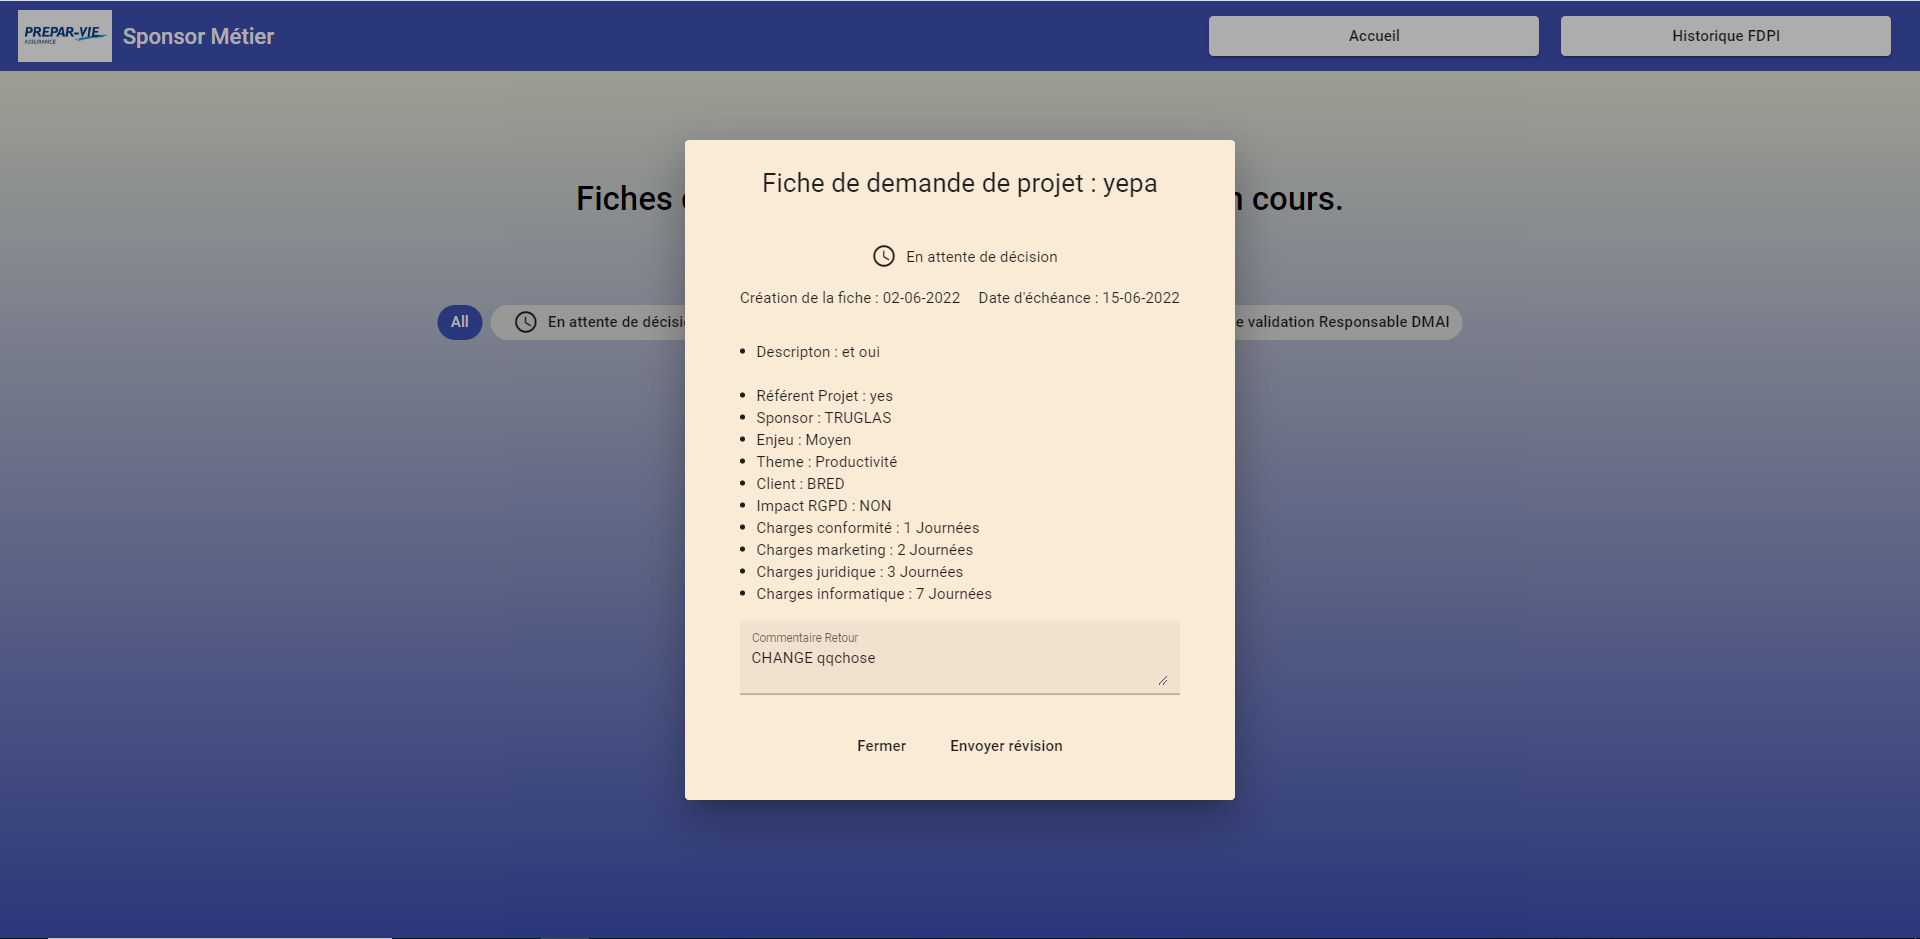 PREPAR-VIE
ASSURANCE
Sponsor Métier
Accueil
Historique FDPI
Fiches
cours.
All
En attente de
validation Responsable DMAI
Fiche de demande de projet : yepa
En attente de décision
Création de la fiche : 02-06-2022 Date d'échéance : 15-06-2022
Descripton : et oui
Référent Projet : yes
Sponsor : TRUGLAS
Enjeu : Moyen
Theme : Productivité
Client : BRED
Impact RGPD : NON
Charges conformité : 1 Journées
Charges marketing : 2 Journées
Charges juridique : 3 Journées
Charges informatique : 7 Journées
Commentaire Retour
CHANGE qqchose
Fermer
Envoyer révision